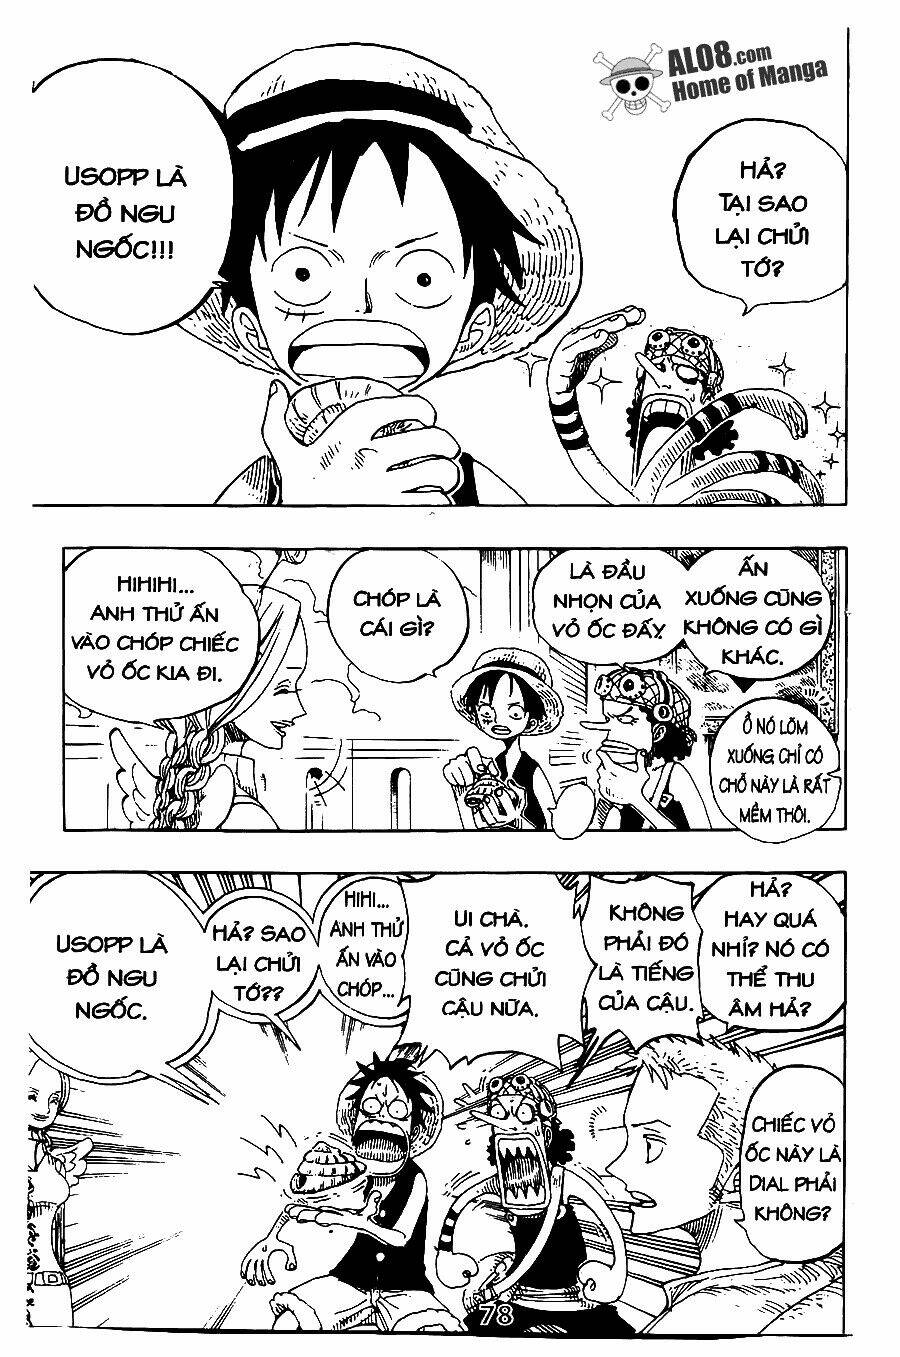 AL08.com
Home of Manga
USOPP LÀ
ĐỒ NGU
NGỐC!!!
HẢ?
TẠI SAO
LẠI CHỬI
TỚ?
HIHIHI...
ANH THỬ ẤN
VÀO CHÓP CHIẾC
VỎ ỐC KIA ĐI.
CHÓP LÀ
CÁI GÌ?
LÀ ĐẦU
NHỌN CỦA
VỎ ỐC ĐẤY.
ẤN
XUỐNG CŨNG
KHÔNG CÓ GÌ
KHÁC.
Ồ NÓ LÕM
XUỐNG CHỈ CÓ
CHỖ NÀY LÀ RẤT
MỀM THÔI.
USOPP LÀ
ĐỒ NGU
NGỐC.
HẢ? SAO
LẠI CHỬI
TỚ??
HIHI...
ANH THỬ
ẤN VÀO
CHÓP...
UI CHÀ.
CẢ VỎ ỐC
CŨNG CHỬI
CẬU NỮA.
KHÔNG
PHẢI ĐÓ
LÀ TIẾNG
CỦA CẬU.
HẢ?
HAY QUÁ
NHỈ? NÓ CÓ
THỂ THU
ÂM HẢ?
CHIẾC VỎ
ỐC NÀY LÀ
DIAL PHẢI
KHÔNG?
78